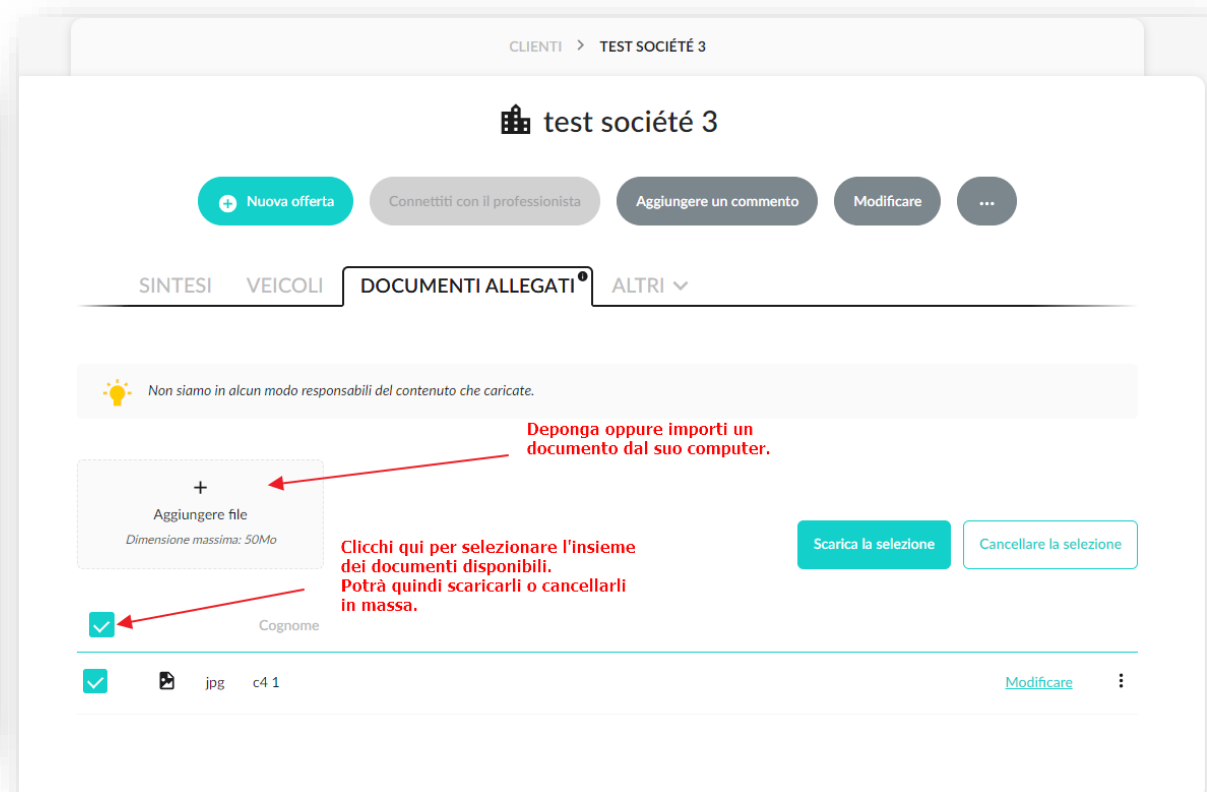 CLIENTI > TEST SOCIÉTÉ 3
test société 3
Nuova offerta
Connettiti con il professionista
Aggiungere un commento
Modificare
...
SINTESI
VEICOLI
DOCUMENTI ALLEGATI
ALTRI
Non siamo in alcun modo responsabili del contenuto che caricate.
Deponga oppure importi un
documento dal suo computer.
+
Aggiungere file
Dimensione massima: 50Mo
Clicchi qui per selezionare l'insieme
dei documenti disponibili.
Potrà quindi scaricarli o cancellarli
in massa.
Scarica la selezione
Cancellare la selezione
Cognome
jpg
c4 1
Modificare